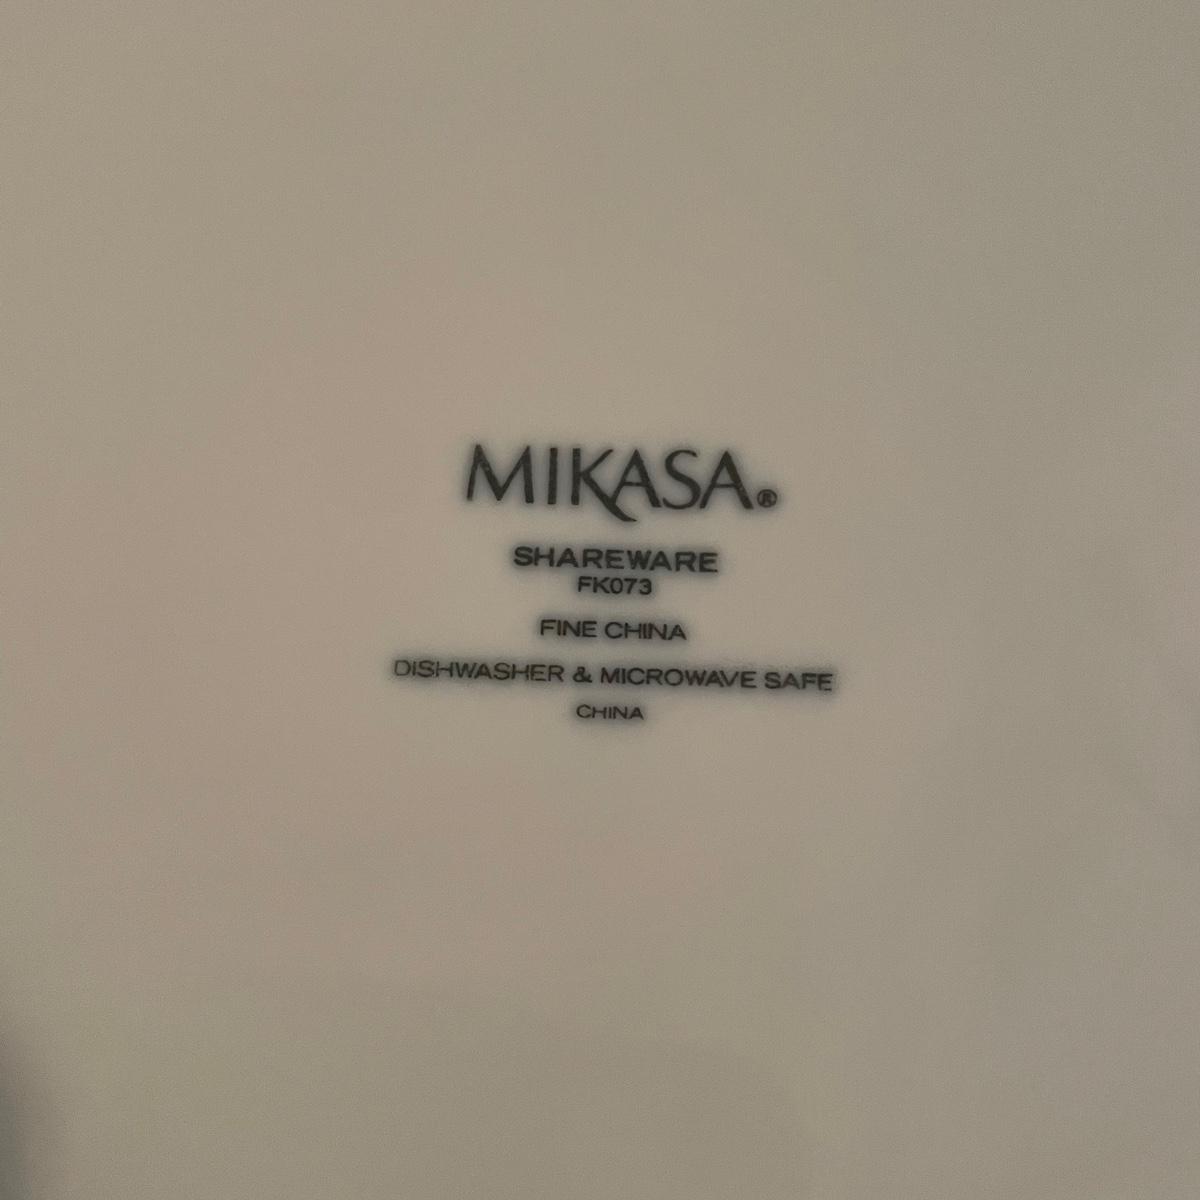 MIKASA®
SHAREWARE
FK073
FINE CHINA
DISHWASHER & MICROWAVE SAFE
CHINA